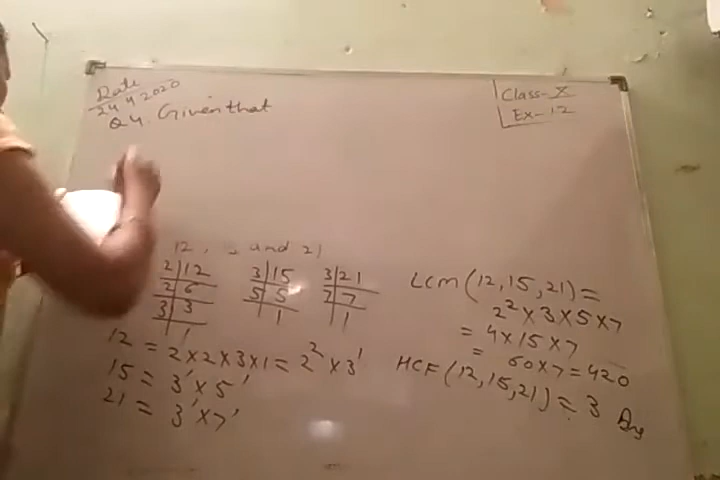 Date
24 4 2020
Q4. Given that
Class-X
Ex-12
12, and 21
2|12
2|6
3|3
1
3|15
5|5
1
3|21
7|7
1
12 = 2×2×3×1 = 2² × 3¹
15 = 3¹ × 5¹
21 = 3¹ × 7¹
LCM (12, 15, 21) =
2² × 3 × 5 × 7
= 4 × 15 × 7
= 60 × 7 = 420
HCF (12, 15, 21) = 3 Ans